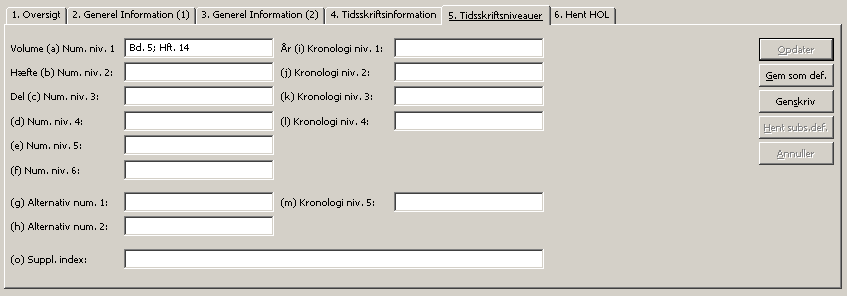 1. Oversigt 2. Generel Information (1) 3. Generel Information (2) 4. Tidsskriftsinformation 5. Tidsskriftsniveauer 6. Hent HOL
Volume (a) Num. niv. 1 Bd. 5; Hft. 14 År (i) Kronologi niv. 1:
Opdater
Hæfte (b) Num. niv. 2: (j) Kronologi niv. 2:
Gem som def.
Del (c) Num. niv. 3: (k) Kronologi niv. 3:
Genskriv
(d) Num. niv. 4: (l) Kronologi niv. 4:
Hent subs.def.
(e) Num. niv. 5:
Annuller
(f) Num. niv. 6:
(g) Alternativ num. 1: (m) Kronologi niv. 5:
(h) Alternativ num. 2:
(o) Suppl. index: